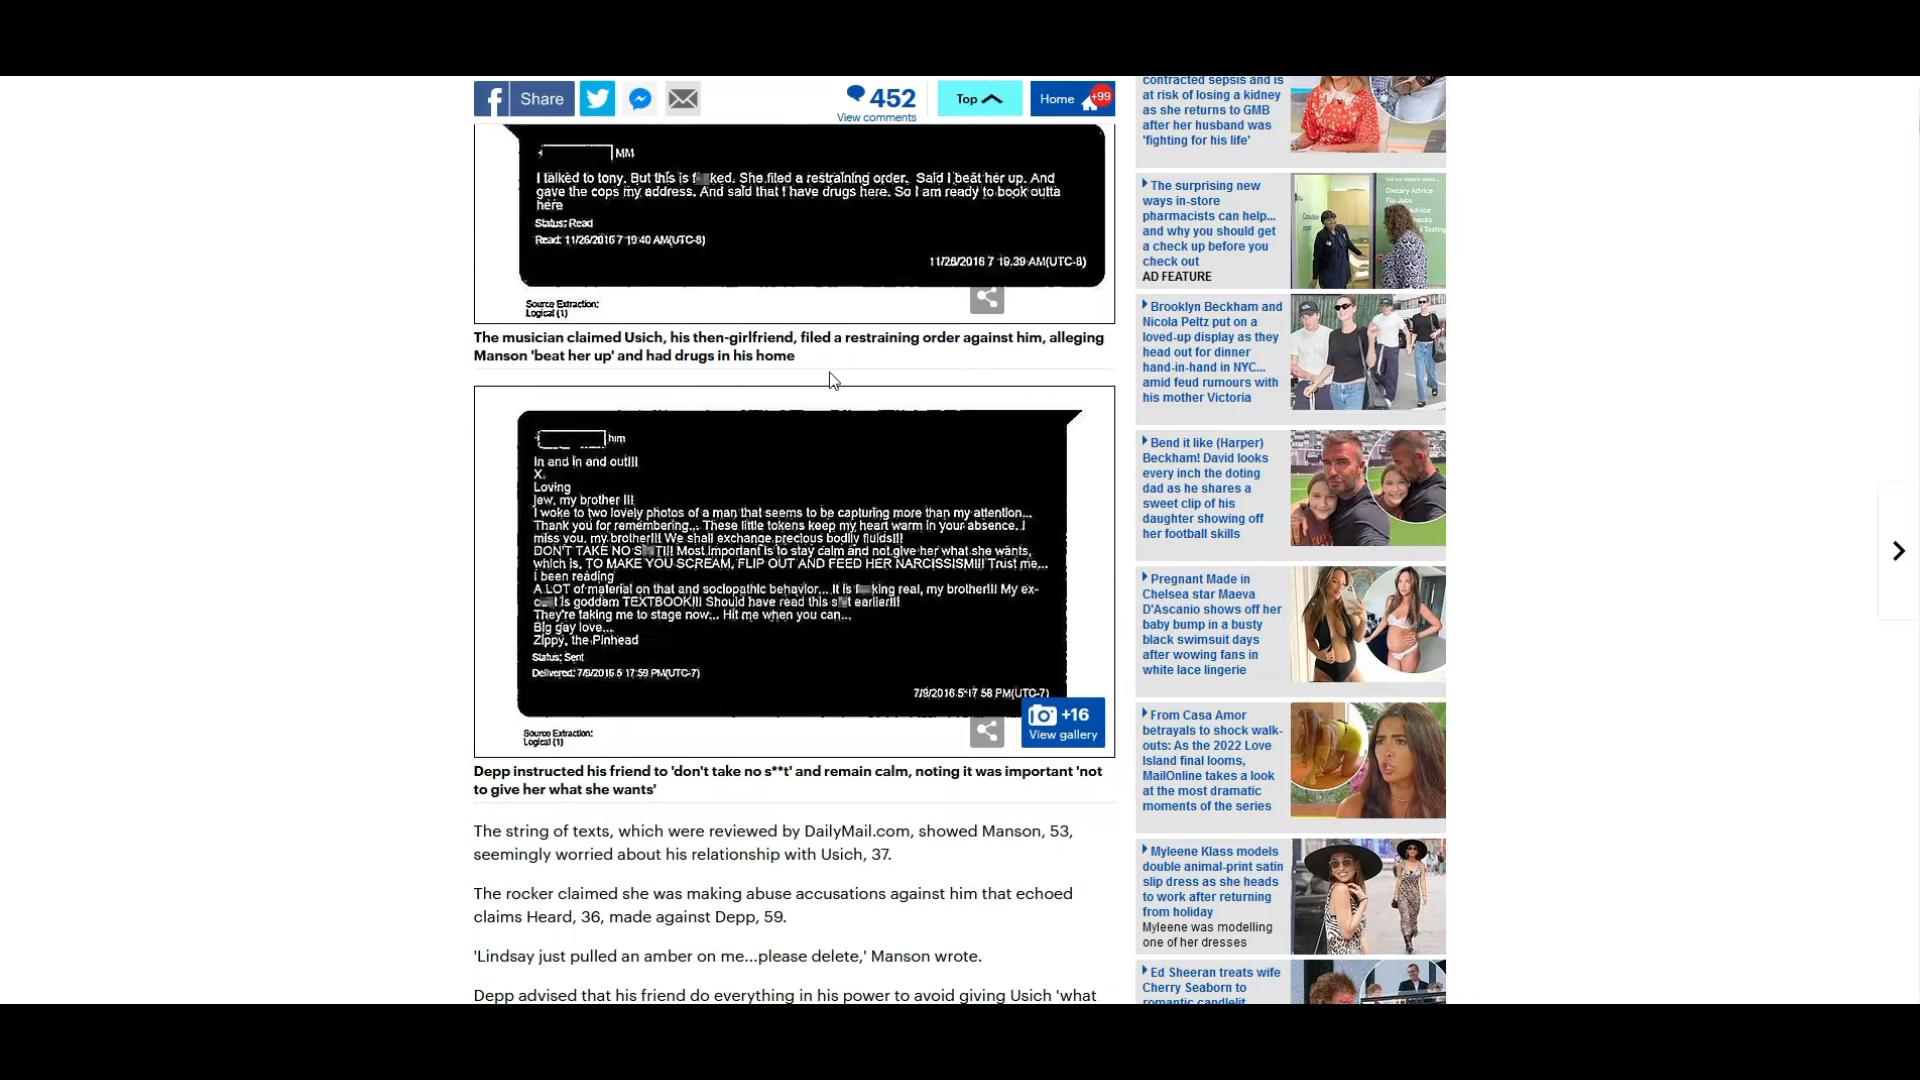 Share
452
View comments
Top
Home
+99
MM
I talked to tony. But this is f ked. She filed a restraining order. Said I beat her up. And
gave the cops my address. And said that I have drugs here. So I am ready to book outta
here
Status: Read
Read: 11/26/2016 7 19:40 AM(UTC-8)
11/26/2016 7 19.39 AM(UTC-8)
Source Extraction:
Logical (1)
The musician claimed Usich, his then-girlfriend, filed a restraining order against him, alleging
Manson 'beat her up' and had drugs in his home
him
In and in and out!!!
X.
Loving
Jew, my brother !!!
I woke to two lovely photos of a man that seems to be capturing more than my attention...
Thank you for remembering... These little tokens keep my heart warm in your absence. I
miss you, my brother!!! We shall exchange precious bodily fluids!!!
DON'T TAKE NO S T!!! Most important is to stay calm and not give her what she wants,
which is, TO MAKE YOU SCREAM, FLIP OUT AND FEED HER NARCISSISM!!! Trust me...
I been reading
A LOT of material on that and sociopathic behavior... It is f king real, my brother!!! My ex-
c t is goddam TEXTBOOK!!! Should have read this s t earlier!!!
They're taking me to stage now... Hit me when you can...
Big gay love...
Zippy, the Pinhead
Status: Sent
Delivered: 7/9/2016 5 17:59 PM(UTC-7)
7/9/2016 5 17 58 PM(UTC-7)
Source Extraction:
Logical (1)
+16
View gallery
Depp instructed his friend to 'don't take no s**t' and remain calm, noting it was important 'not
to give her what she wants'
The string of texts, which were reviewed by DailyMail.com, showed Manson, 53,
seemingly worried about his relationship with Usich, 37.
The rocker claimed she was making abuse accusations against him that echoed
claims Heard, 36, made against Depp, 59.
'Lindsay just pulled an amber on me...please delete,' Manson wrote.
Depp advised that his friend do everything in his power to avoid giving Usich 'what
contracted sepsis and is
at risk of losing a kidney
as she returns to GMB
after her husband was
'fighting for his life'
The surprising new
ways in-store
pharmacists can help...
and why you should get
a check up before you
check out
AD FEATURE
Dietary Advice
Flu Jabs
Brooklyn Beckham and
Nicola Peltz put on a
loved-up display as they
head out for dinner
hand-in-hand in NYC...
amid feud rumours with
his mother Victoria
Bend it like (Harper)
Beckham! David looks
every inch the doting
dad as he shares a
sweet clip of his
daughter showing off
her football skills
Pregnant Made in
Chelsea star Maeva
D'Ascanio shows off her
baby bump in a busty
black swimsuit days
after wowing fans in
white lace lingerie
From Casa Amor
betrayals to shock walk-
outs: As the 2022 Love
Island final looms,
MailOnline takes a look
at the most dramatic
moments of the series
Myleene Klass models
double animal-print satin
slip dress as she heads
to work after returning
from holiday
Myleene was modelling
one of her dresses
Ed Sheeran treats wife
Cherry Seaborn to
romantic candlelit